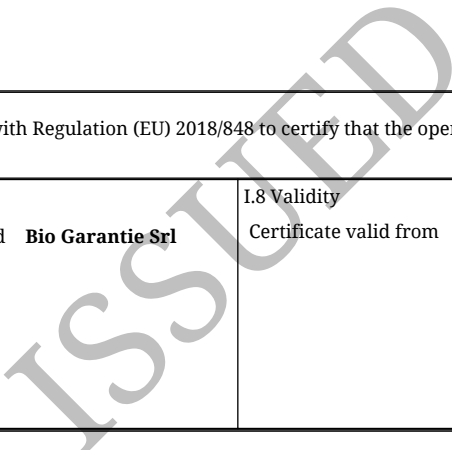 with Regulation (EU) 2018/848 to certify that the oper
I.8 Validity
d Bio Garantie Srl
Certificate valid from
ISSUED